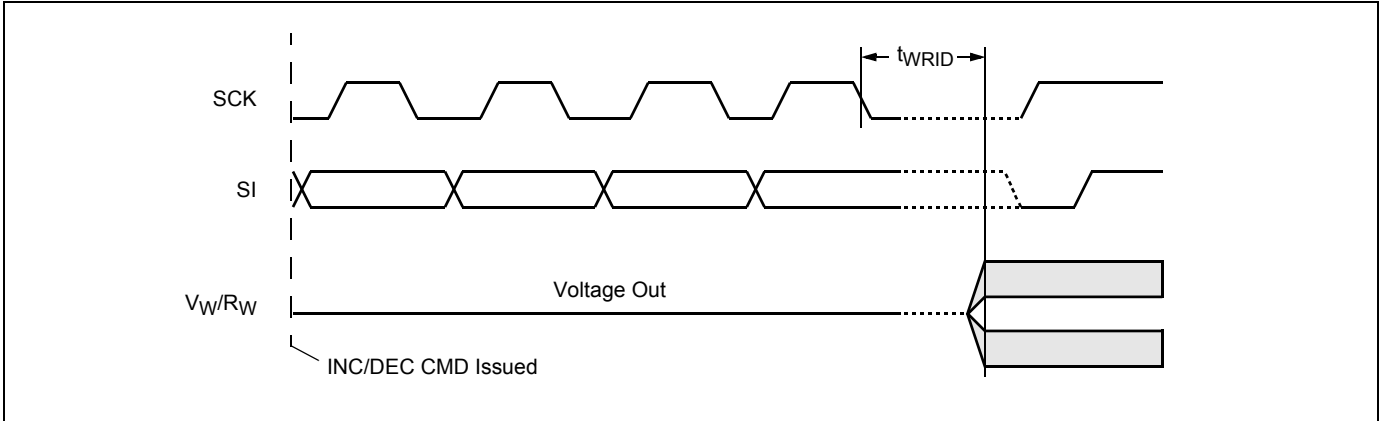 tWRID
SCK
SI
Voltage Out
VW/RW
INC/DEC CMD Issued